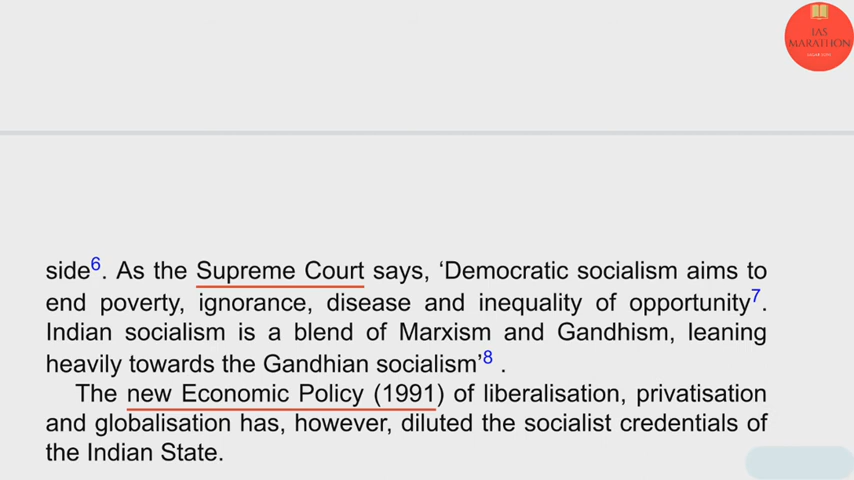 IAS
MARATHON
side6. As the Supreme Court says, ‘Democratic socialism aims to
end poverty, ignorance, disease and inequality of opportunity’7.
Indian socialism is a blend of Marxism and Gandhism, leaning
heavily towards the Gandhian socialism’8 .
The new Economic Policy (1991) of liberalisation, privatisation
and globalisation has, however, diluted the socialist credentials of
the Indian State.